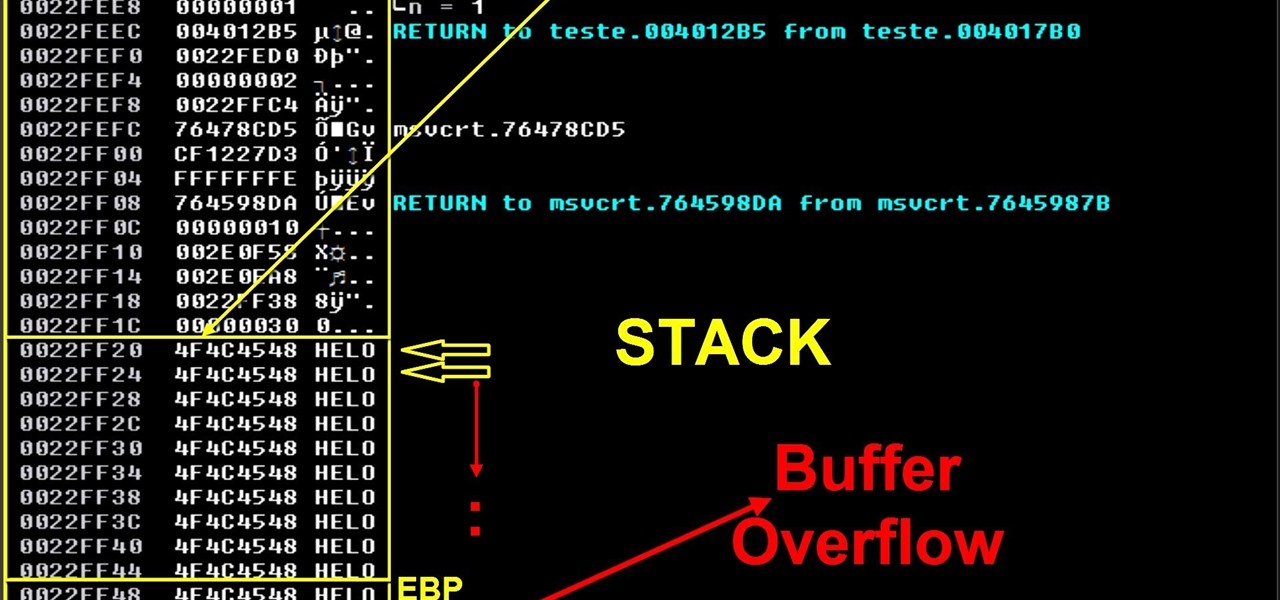 0022FEE8 00000001 .. └n = 1
0022FEEC 004012B5 µ↕@. RETURN to teste.004012B5 from teste.004017B0
0022FEF0 0022FED0 Ðþ".
0022FEF4 00000002 ┐...
0022FEF8 0022FFC4 Äÿ".
0022FEFC 76478CD5 Õ■Gv msvcrt.76478CD5
0022FF00 CF1227D3 Ó'↕Ï
0022FF04 FFFFFFFE þÿÿÿ
0022FF08 764598DA Ú■Ev RETURN to msvcrt.764598DA from msvcrt.7645987B
0022FF0C 00000010 +...
0022FF10 002E0F58 X☼..
0022FF14 002E0EA8 ¨♬..
0022FF18 0022FF38 8ÿ".
0022FF1C 00000030 0...
0022FF20 4F4C4548 HELO
0022FF24 4F4C4548 HELO
0022FF28 4F4C4548 HELO
0022FF2C 4F4C4548 HELO
0022FF30 4F4C4548 HELO
0022FF34 4F4C4548 HELO
0022FF38 4F4C4548 HELO
0022FF3C 4F4C4548 HELO
0022FF40 4F4C4548 HELO
0022FF44 4F4C4548 HELO
0022FF48 4F4C4548 HELO
EBP
STACK
:
Buffer
Overflow